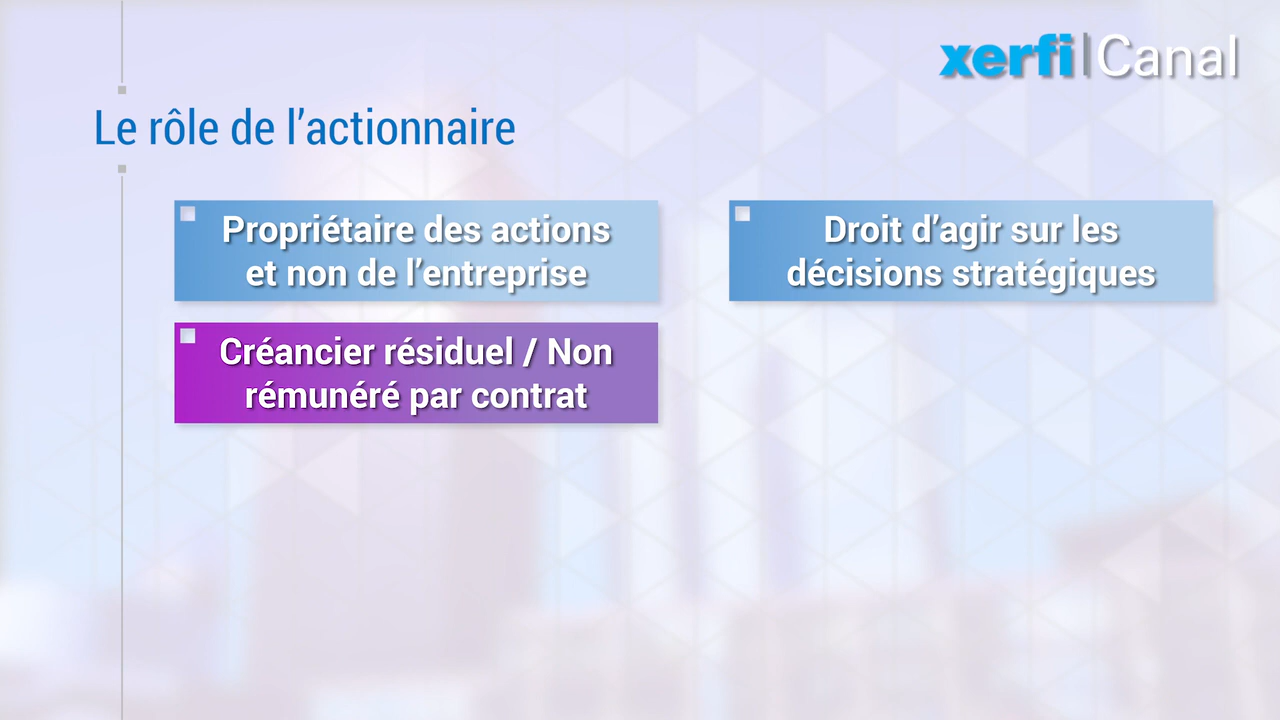 xerfi Canal
Le rôle de l’actionnaire
Propriétaire des actions
et non de l’entreprise
Droit d’agir sur les
décisions stratégiques
Créancier résiduel / Non
rémunéré par contrat